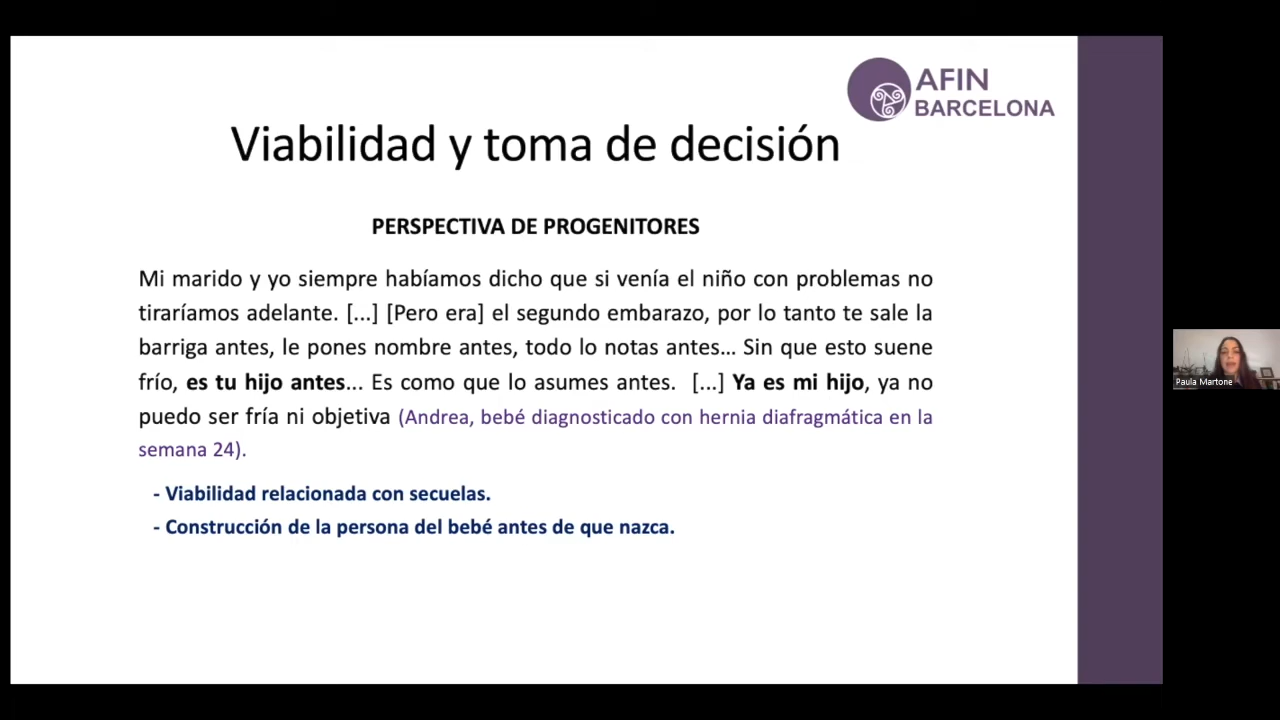 AFIN
BARCELONA
Viabilidad y toma de decisión
PERSPECTIVA DE PROGENITORES
Mi marido y yo siempre habíamos dicho que si venía el niño con problemas no
tiraríamos adelante. [...] [Pero era] el segundo embarazo, por lo tanto te sale la
barriga antes, le pones nombre antes, todo lo notas antes... Sin que esto suene
frío, es tu hijo antes... Es como que lo asumes antes. [...] Ya es mi hijo, ya no
puedo ser fría ni objetiva (Andrea, bebé diagnosticado con hernia diafragmática en la
semana 24).
- Viabilidad relacionada con secuelas.
- Construcción de la persona del bebé antes de que nazca.
Paula Martone